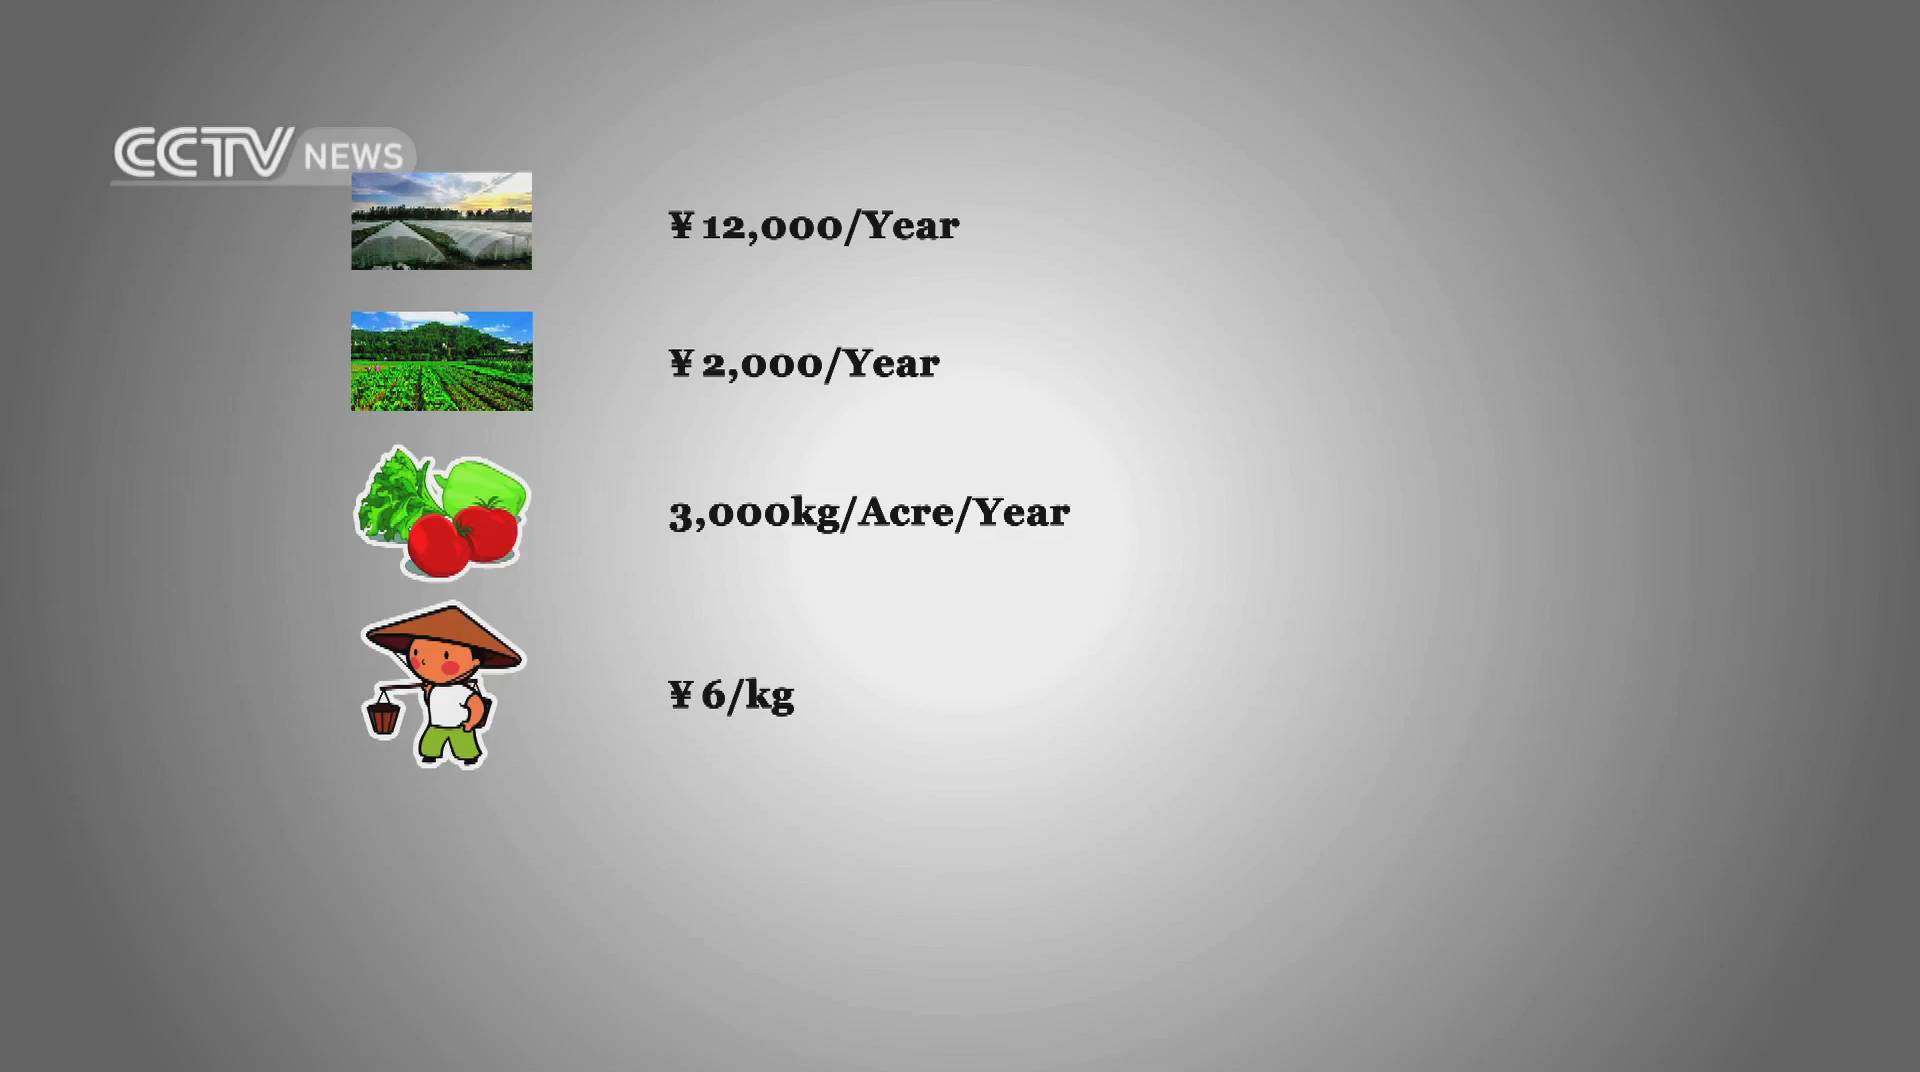 CCTV NEWS
¥ 12,000/Year
¥ 2,000/Year
3,000kg/Acre/Year
¥ 6/kg